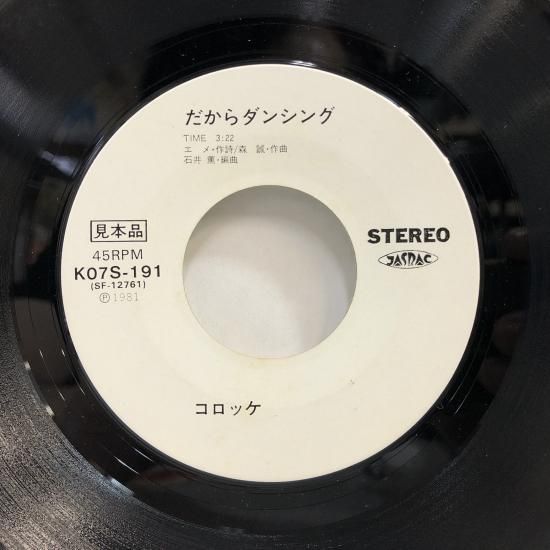 だからダンシング
TIME 3:22
エ メ・作詩/森 誠・作曲
石井 薫・編曲
見本品
45RPM
K07S-191
(SF-12761)
Ⓟ1981
STEREO
JASRAC
コロッケ